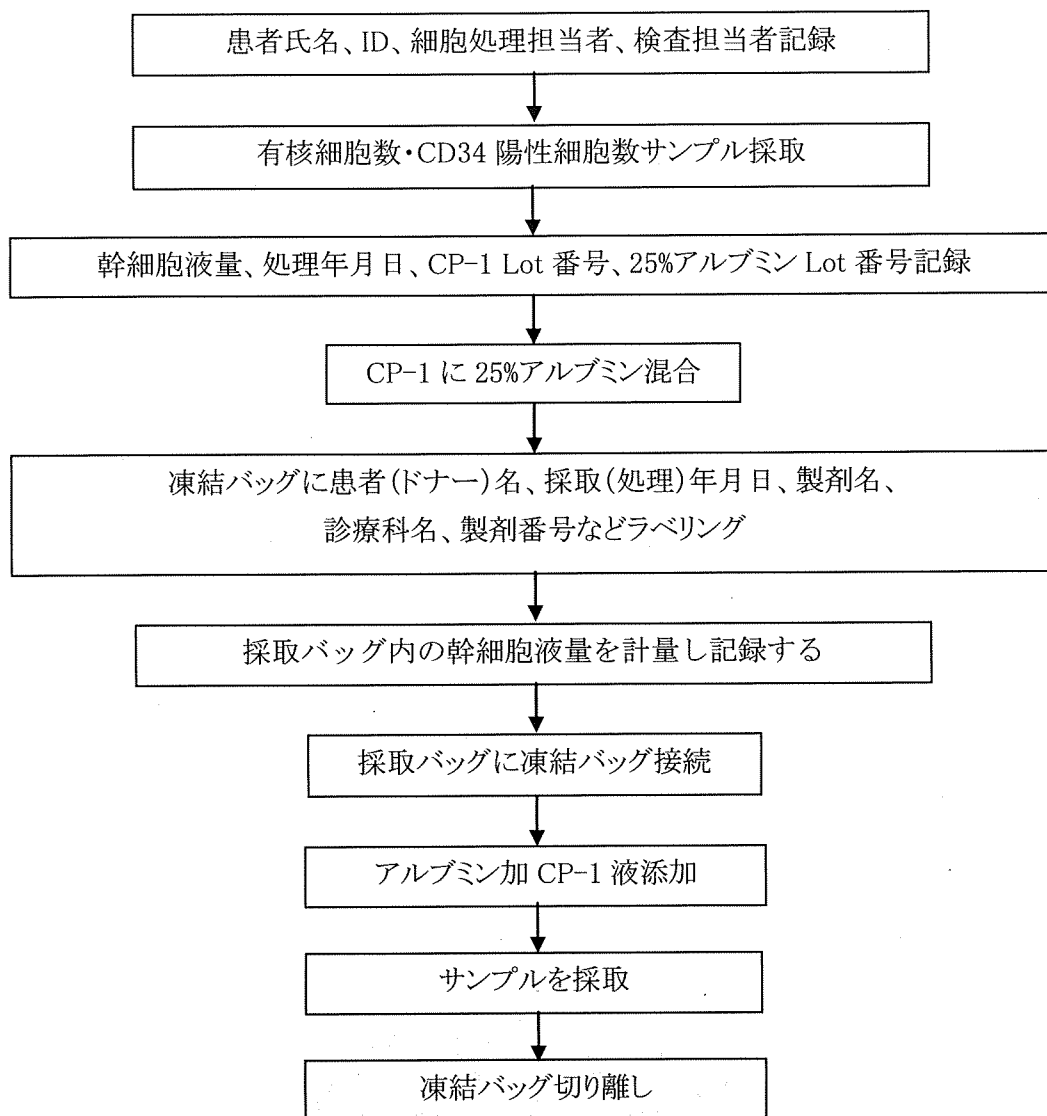 患者氏名、ID、細胞処理担当者、検査担当者記録
有核細胞数・CD34 陽性細胞数サンプル採取
幹細胞液量、処理年月日、CP-1 Lot 番号、25%アルブミン Lot 番号記録
CP-1 に 25%アルブミン混合
凍結バッグに患者(ドナー)名、採取(処理)年月日、製剤名、
診療科名、製剤番号などラベリング
採取バッグ内の幹細胞液量を計量し記録する
採取バッグに凍結バッグ接続
アルブミン加 CP-1 液添加
サンプルを採取
凍結バッグ切り離し